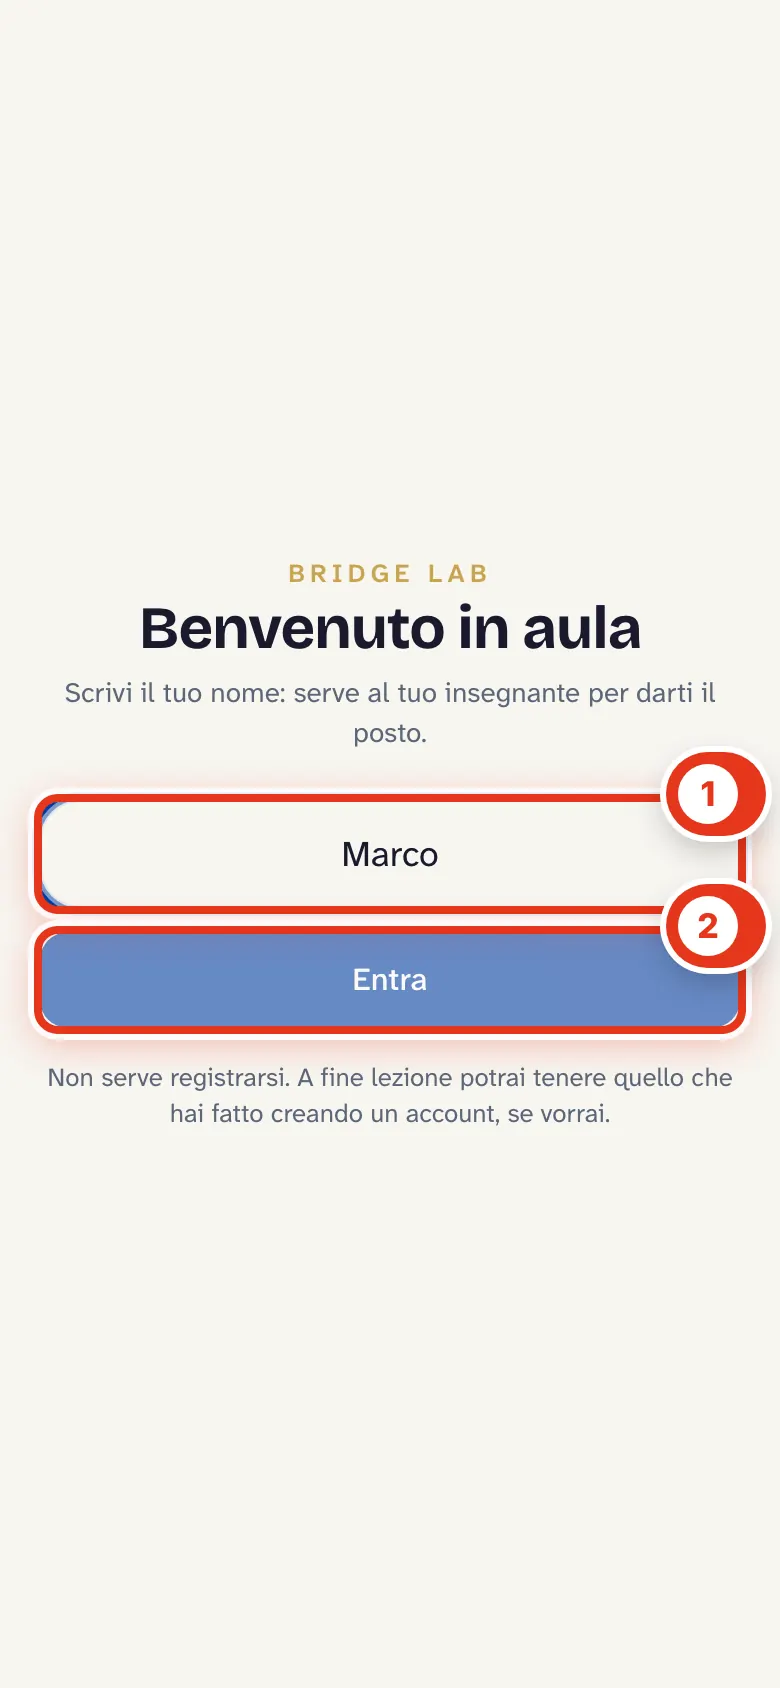 BRIDGE LAB
Benvenuto in aula
Scrivi il tuo nome: serve al tuo insegnante per darti il
posto.
1
Marco
2
Entra
Non serve registrarsi. A fine lezione potrai tenere quello che
hai fatto creando un account, se vorrai.